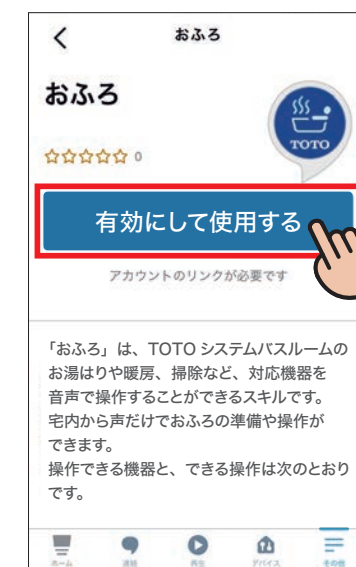 おふろ
おふろ
0
TOTO
有効にして使用する
アカウントのリンクが必要です
「おふろ」は、TOTO システムバスルームの
お湯はりや暖房、掃除など、対応機器を
音声で操作することができるスキルです。
宅内から声だけでおふろの準備や操作が
できます。
操作できる機器と、できる操作は次のとおり
です。
ホーム 連絡 再生 デバイス その他